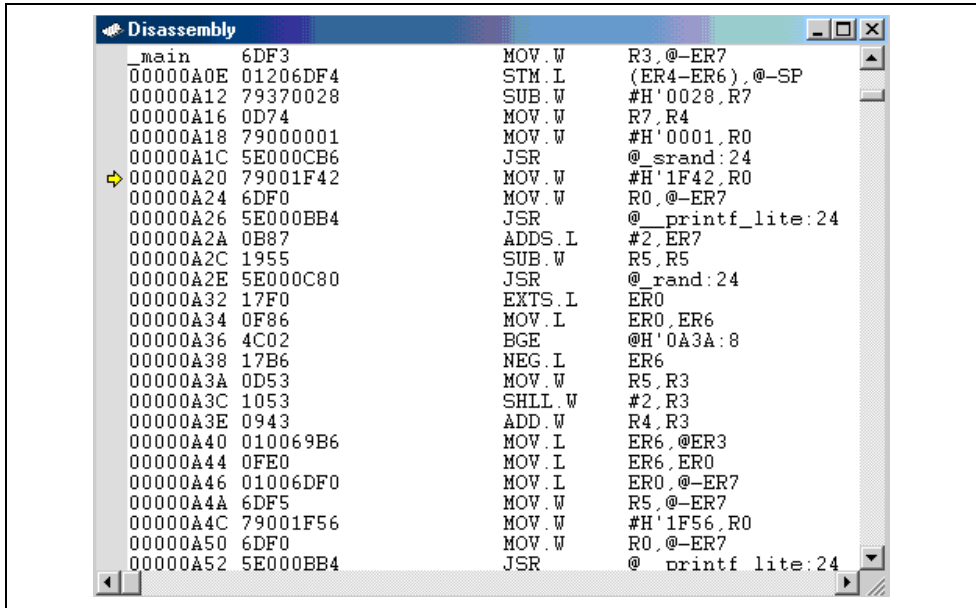 Disassembly
_main 6DF3 MOV.W R3,@-ER7
00000A0E 01206DF4 STM.L (ER4-ER6),@-SP
00000A12 79370028 SUB.W #H'0028,R7
00000A16 0D74 MOV.W R7,R4
00000A18 79000001 MOV.W #H'0001,R0
00000A1C 5E000CB6 JSR @_srand:24
00000A20 79001F42 MOV.W #H'1F42,R0
00000A24 6DF0 MOV.W R0,@-ER7
00000A26 5E000BB4 JSR @__printf_lite:24
00000A2A 0B87 ADDS.L #2,ER7
00000A2C 1955 SUB.W R5,R5
00000A2E 5E000C80 JSR @_rand:24
00000A32 17F0 EXTS.L ER0
00000A34 0F86 MOV.L ER0,ER6
00000A36 4C02 BGE @H'0A3A:8
00000A38 17B6 NEG.L ER6
00000A3A 0D53 MOV.W R5,R3
00000A3C 1053 SHLL.W #2,R3
00000A3E 0943 ADD.W R4,R3
00000A40 010069B6 MOV.L ER6,@ER3
00000A44 0FE0 MOV.L ER6,ER0
00000A46 01006DF0 MOV.L ER0,@-ER7
00000A4A 6DF5 MOV.W R5,@-ER7
00000A4C 79001F56 MOV.W #H'1F56,R0
00000A50 6DF0 MOV.W R0,@-ER7
00000A52 5E000BB4 JSR @__printf_lite:24